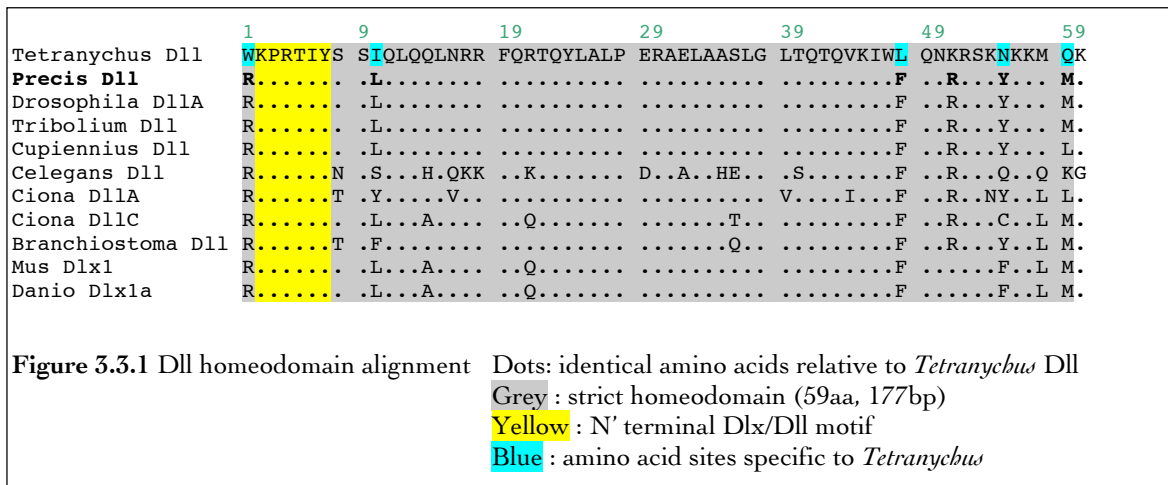 1 9 19 29 39 49 59
Tetranychus Dll WKPRTIYS SIQLQQLNRR FQRTQYLALP ERAELAASLG LTQTQVKIWL QNKRSKNKKM QK
Precis Dll R....... .L........ .......... .......... .........F ..R...Y... M.
Drosophila DllA R....... .L........ .......... .......... .........F ..R...Y... M.
Tribolium Dll R....... .L........ .......... .......... .........F ..R...Y... M.
Cupiennius Dll R....... .L........ .......... .......... .........F ..R...Y... L.
Celegans Dll R......N .S...H.QKK ..K....... D..A..HE.. .S.......F ..R...Q..Q KG
Ciona DllA R......T .Y.....V.. .......... .......... V....I...F ..R..NY..L L.
Ciona DllC R....... .L...A.... ..Q....... .......T.. .........F ..R...C..L M.
Branchiostoma Dll R......T .F........ .......... .......Q.. .........F ..R...Y..L M.
Mus Dlx1 R....... .L...A.... ..Q....... .......... .........F ......F..L M.
Danio Dlx1a R....... .L...A.... ..Q....... .......... .........F ......F..L M.
Figure 3.3.1 Dll homeodomain alignment Dots: identical amino acids relative to Tetranychus Dll
Grey : strict homeodomain (59aa, 177bp)
Yellow : N' terminal Dlx/Dll motif
Blue : amino acid sites specific to Tetranychus